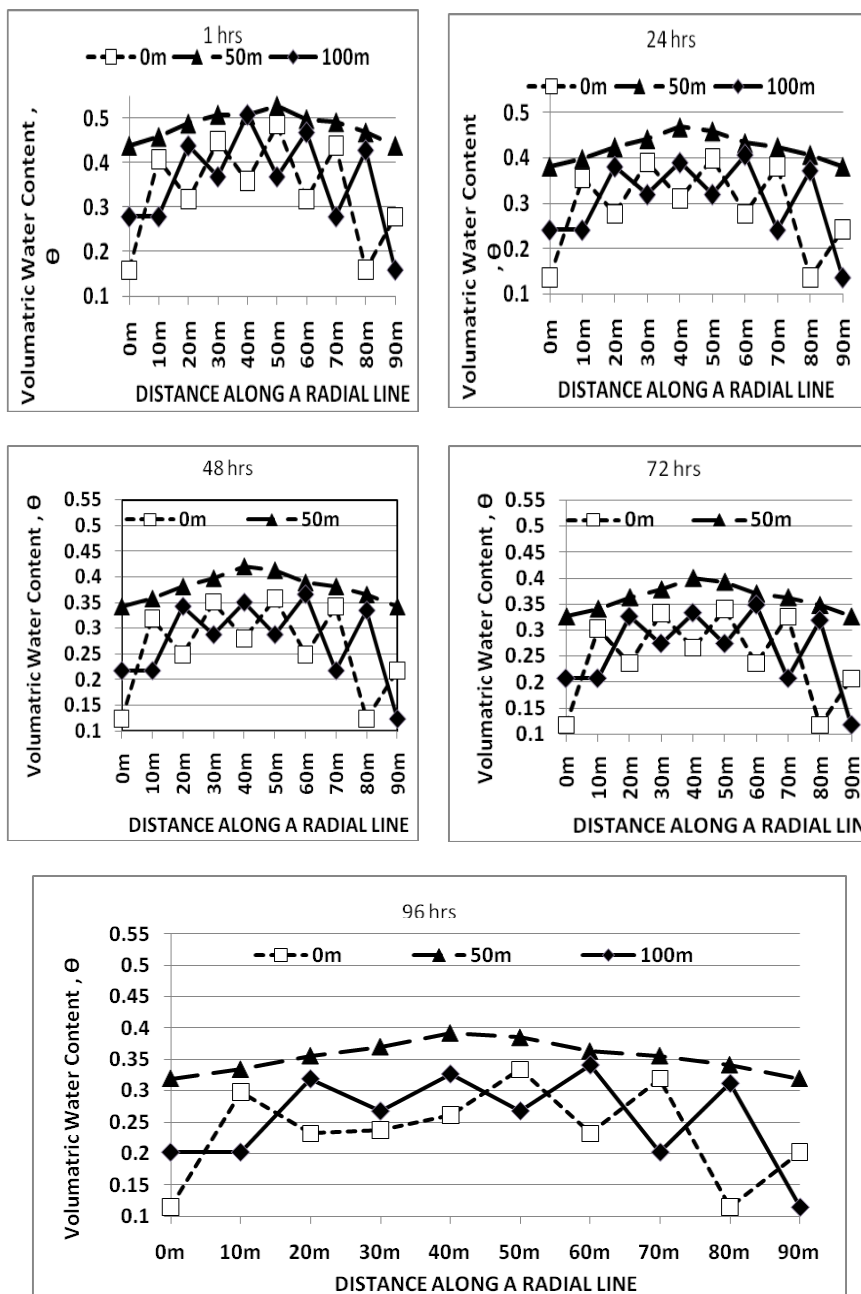 1 hrs
0m 50m 100m
Volumatric Water Content , Ө
0.5
0.4
0.3
0.2
0.1
0m 10m 20m 30m 40m 50m 60m 70m 80m 90m
DISTANCE ALONG A RADIAL LINE
24 hrs
0m 50m 100m
Volumatric Water Content , Ө
0.5
0.4
0.3
0.2
0.1
0m 10m 20m 30m 40m 50m 60m 70m 80m 90m
DISTANCE ALONG A RADIAL LINE
48 hrs
0m 50m
Volumatric Water Content , Ө
0.55
0.5
0.45
0.4
0.35
0.3
0.25
0.2
0.15
0.1
0m 10m 20m 30m 40m 50m 60m 70m 80m 90m
DISTANCE ALONG A RADIAL LINE
72 hrs
0m 50m
Volumatric Water Content , Ө
0.55
0.5
0.45
0.4
0.35
0.3
0.25
0.2
0.15
0.1
0m 10m 20m 30m 40m 50m 60m 70m 80m 90m
DISTANCE ALONG A RADIAL LINE
96 hrs
0m 50m 100m
Volumatric Water Content , Ө
0.55
0.5
0.45
0.4
0.35
0.3
0.25
0.2
0.15
0.1
0m 10m 20m 30m 40m 50m 60m 70m 80m 90m
DISTANCE ALONG A RADIAL LINE